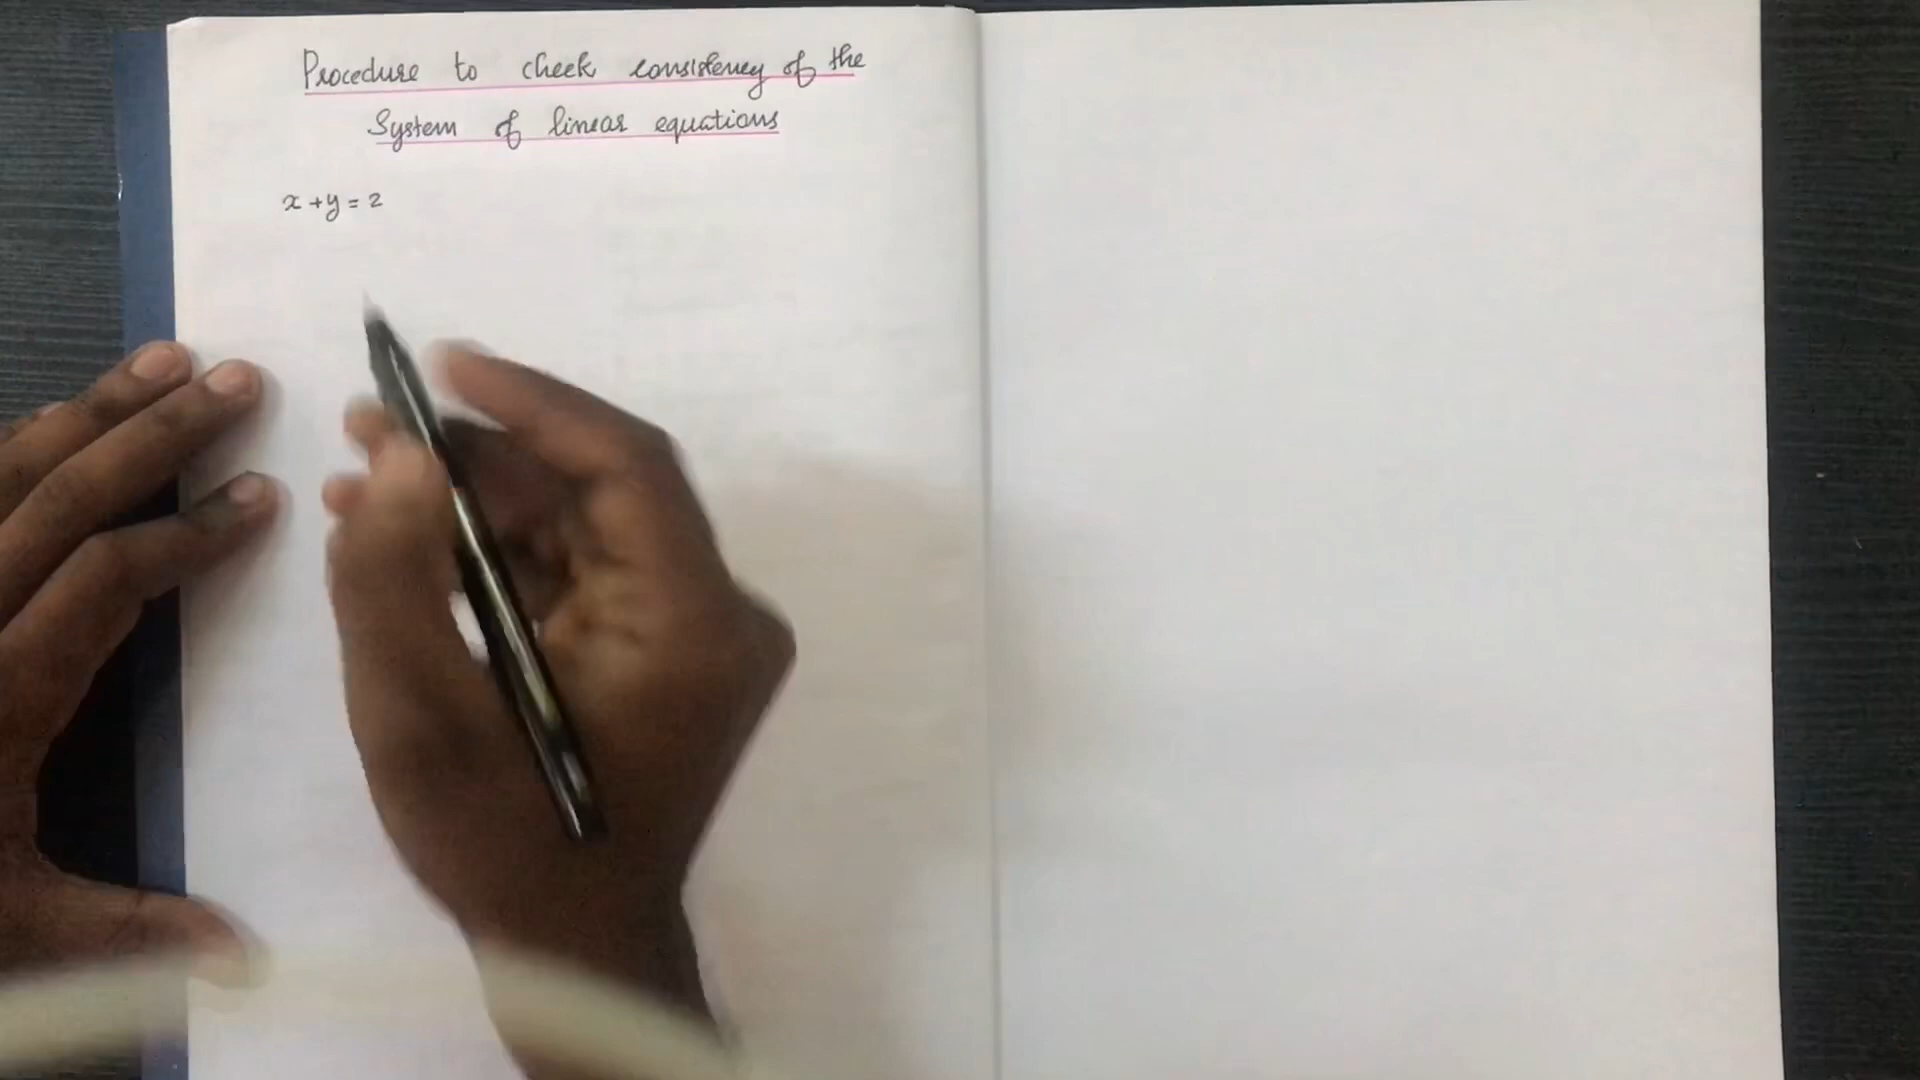 Procedure to check consistency of the
System of linear equations
x + y = 2